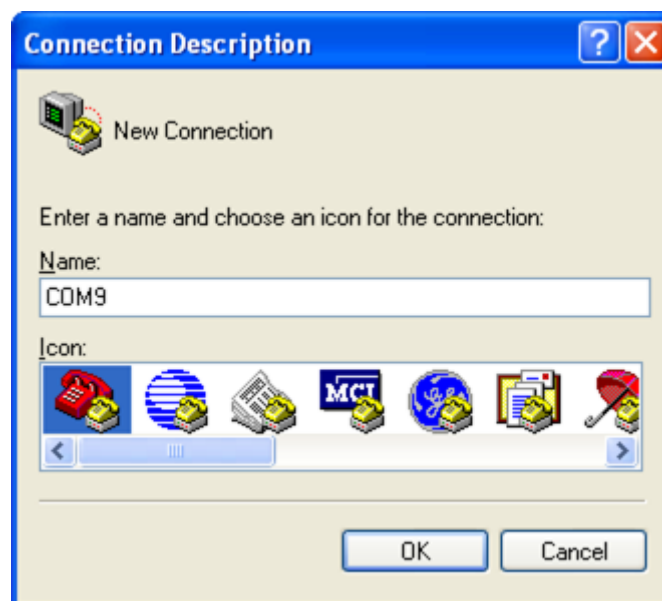 Connection Description
New Connection
Enter a name and choose an icon for the connection:
Name:
COM9
Icon:
MCI
OK Cancel